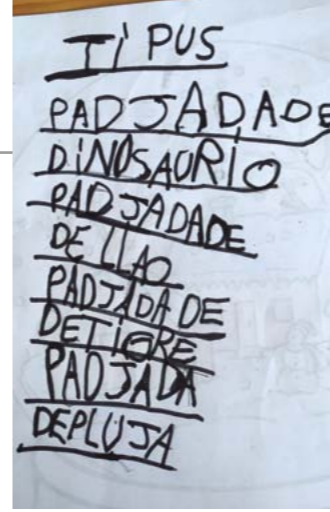 TiPUS
PADJADADE
DiNOSAURIO
PADJADADE
DE LLAO
PADJADA DE
DETIGRE
PADJADA
DEPLUJA